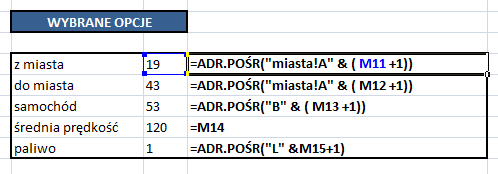 WYBRANE OPCJE
z miasta 19 =ADR.POŚR("miasta!A" & ( M11 +1))
do miasta 43 =ADR.POŚR("miasta!A" & ( M12 +1))
samochód 53 =ADR.POŚR("B" & ( M13 +1))
średnia prędkość 120 =M14
paliwo 1 =ADR.POŚR("L" &M15+1)